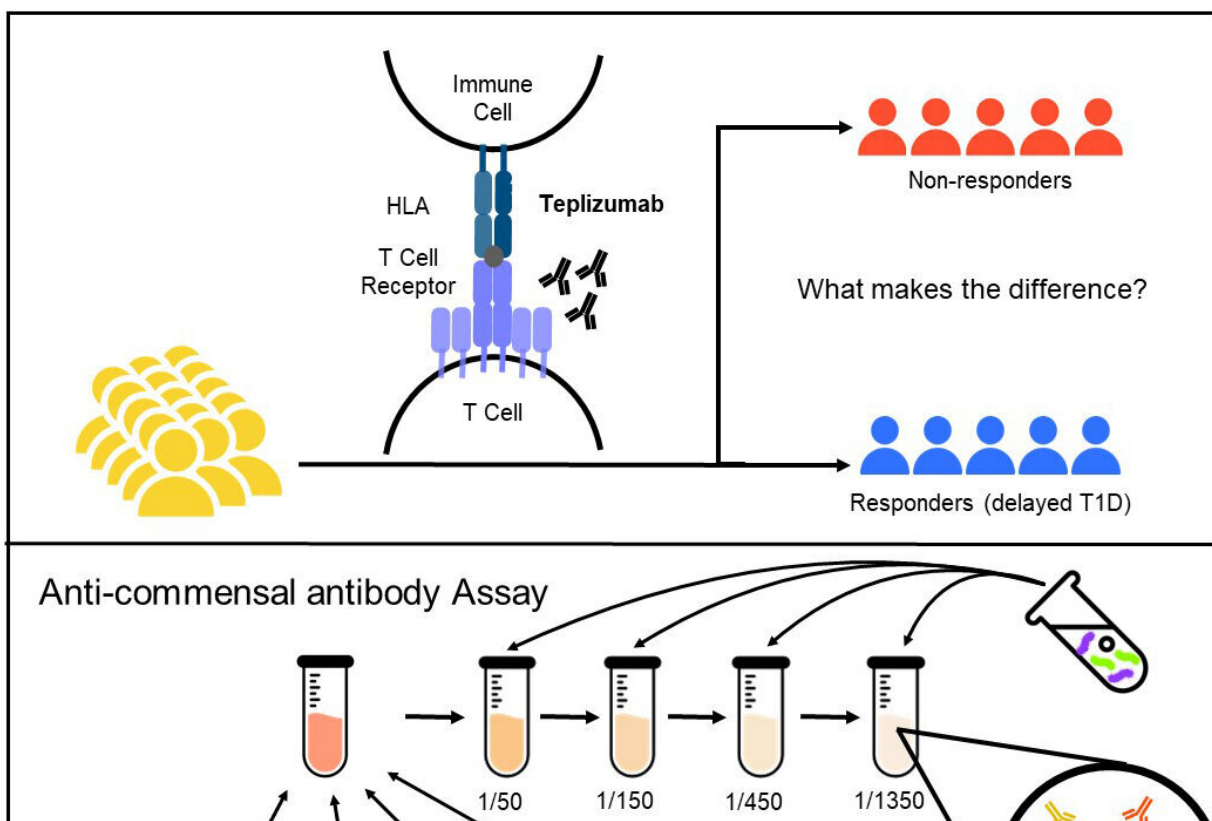 Immune
Cell
HLA
Teplizumab
T Cell
Receptor
T Cell
Non-responders
What makes the difference?
Responders (delayed T1D)
Anti-commensal antibody Assay
1/50
1/150
1/450
1/1350